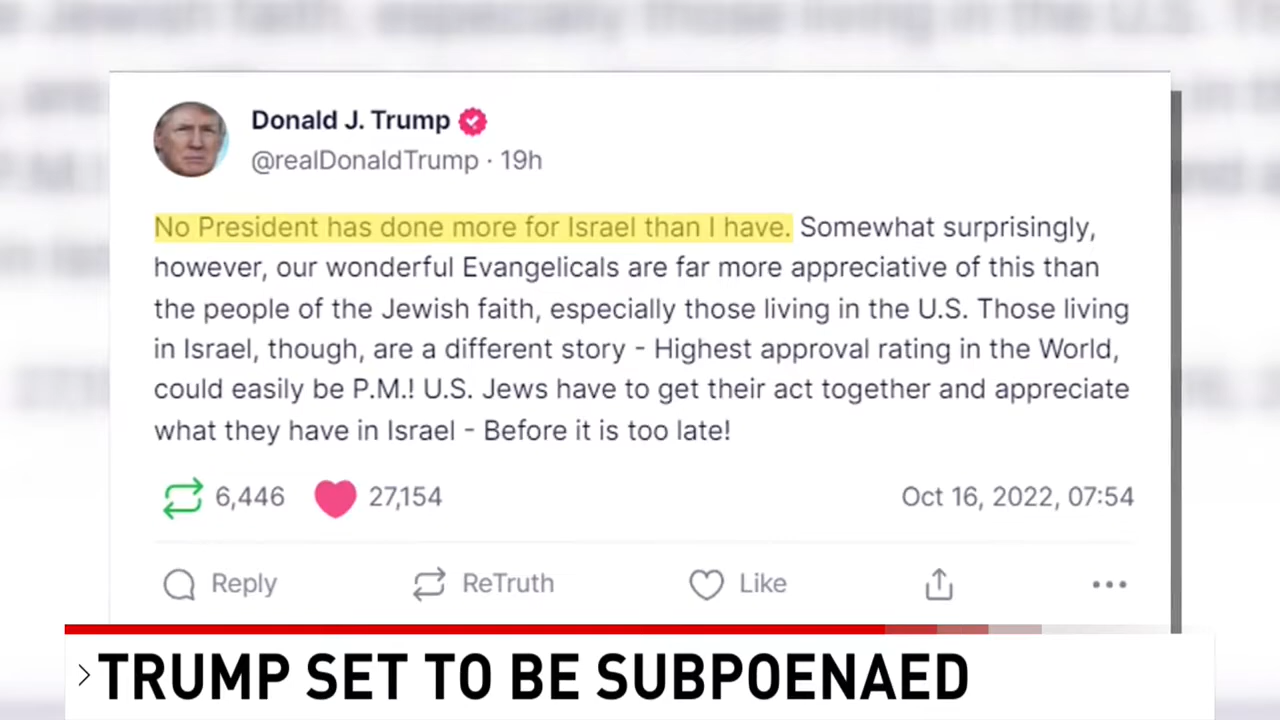 Donald J. Trump
@realDonaldTrump · 19h
No President has done more for Israel than I have. Somewhat surprisingly,
however, our wonderful Evangelicals are far more appreciative of this than
the people of the Jewish faith, especially those living in the U.S. Those living
in Israel, though, are a different story - Highest approval rating in the World,
could easily be P.M.! U.S. Jews have to get their act together and appreciate
what they have in Israel - Before it is too late!
6,446 27,154 Oct 16, 2022, 07:54
Reply ReTruth Like
TRUMP SET TO BE SUBPOENAED